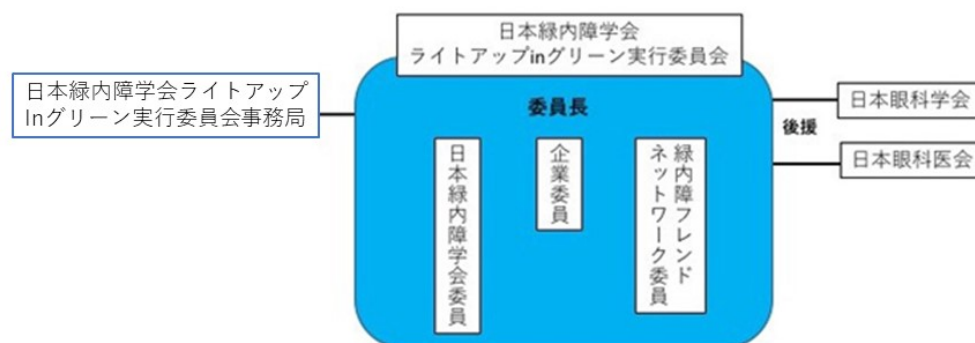 日本緑内障学会
ライトアップinグリーン実行委員会
日本緑内障学会ライトアップ
Inグリーン実行委員会事務局
委員長
日本緑内障学会委員
企業委員
緑内障フレンド
ネットワーク委員
後援
日本眼科学会
日本眼科医会